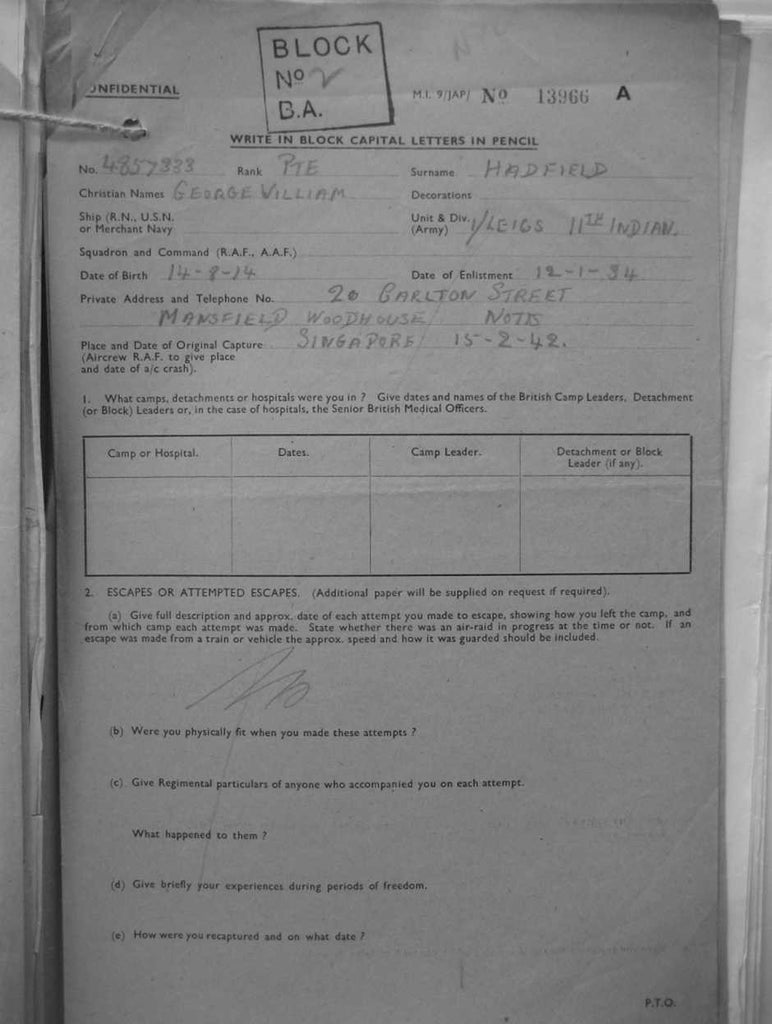 BLOCK
No 2
B.A.
ONFIDENTIAL
M.I. 9/JAP/ No 13966 A
WRITE IN BLOCK CAPITAL LETTERS IN PENCIL
No. 4857333 Rank PTE Surname HADFIELD
Christian Names GEORGE WILLIAM Decorations
Ship (R.N., U.S.N. or Merchant Navy Unit & Div. (Army) 1/LEIGS 11TH INDIAN.
Squadron and Command (R.A.F., A.A.F.)
Date of Birth 14-8-14 Date of Enlistment 12-1-34
Private Address and Telephone No. 20 CARLTON STREET
MANSFIELD WOODHOUSE/ NOTTS
Place and Date of Original Capture SINGAPORE/ 15-2-42.
(Aircrew R.A.F. to give place
and date of a/c crash).
1. What camps, detachments or hospitals were you in ? Give dates and names of the British Camp Leaders, Detachment
(or Block) Leaders or, in the case of hospitals, the Senior British Medical Officers.
Camp or Hospital. Dates. Camp Leader. Detachment or Block Leader (if any).
2. ESCAPES OR ATTEMPTED ESCAPES. (Additional paper will be supplied on request if required).
(a) Give full description and approx. date of each attempt you made to escape, showing how you left the camp, and
from which camp each attempt was made. State whether there was an air-raid in progress at the time or not. If an
escape was made from a train or vehicle the approx. speed and how it was guarded should be included.
No
(b) Were you physically fit when you made these attempts ?
(c) Give Regimental particulars of anyone who accompanied you on each attempt.
What happened to them ?
(d) Give briefly your experiences during periods of freedom.
(e) How were you recaptured and on what date ?
P.T.O.